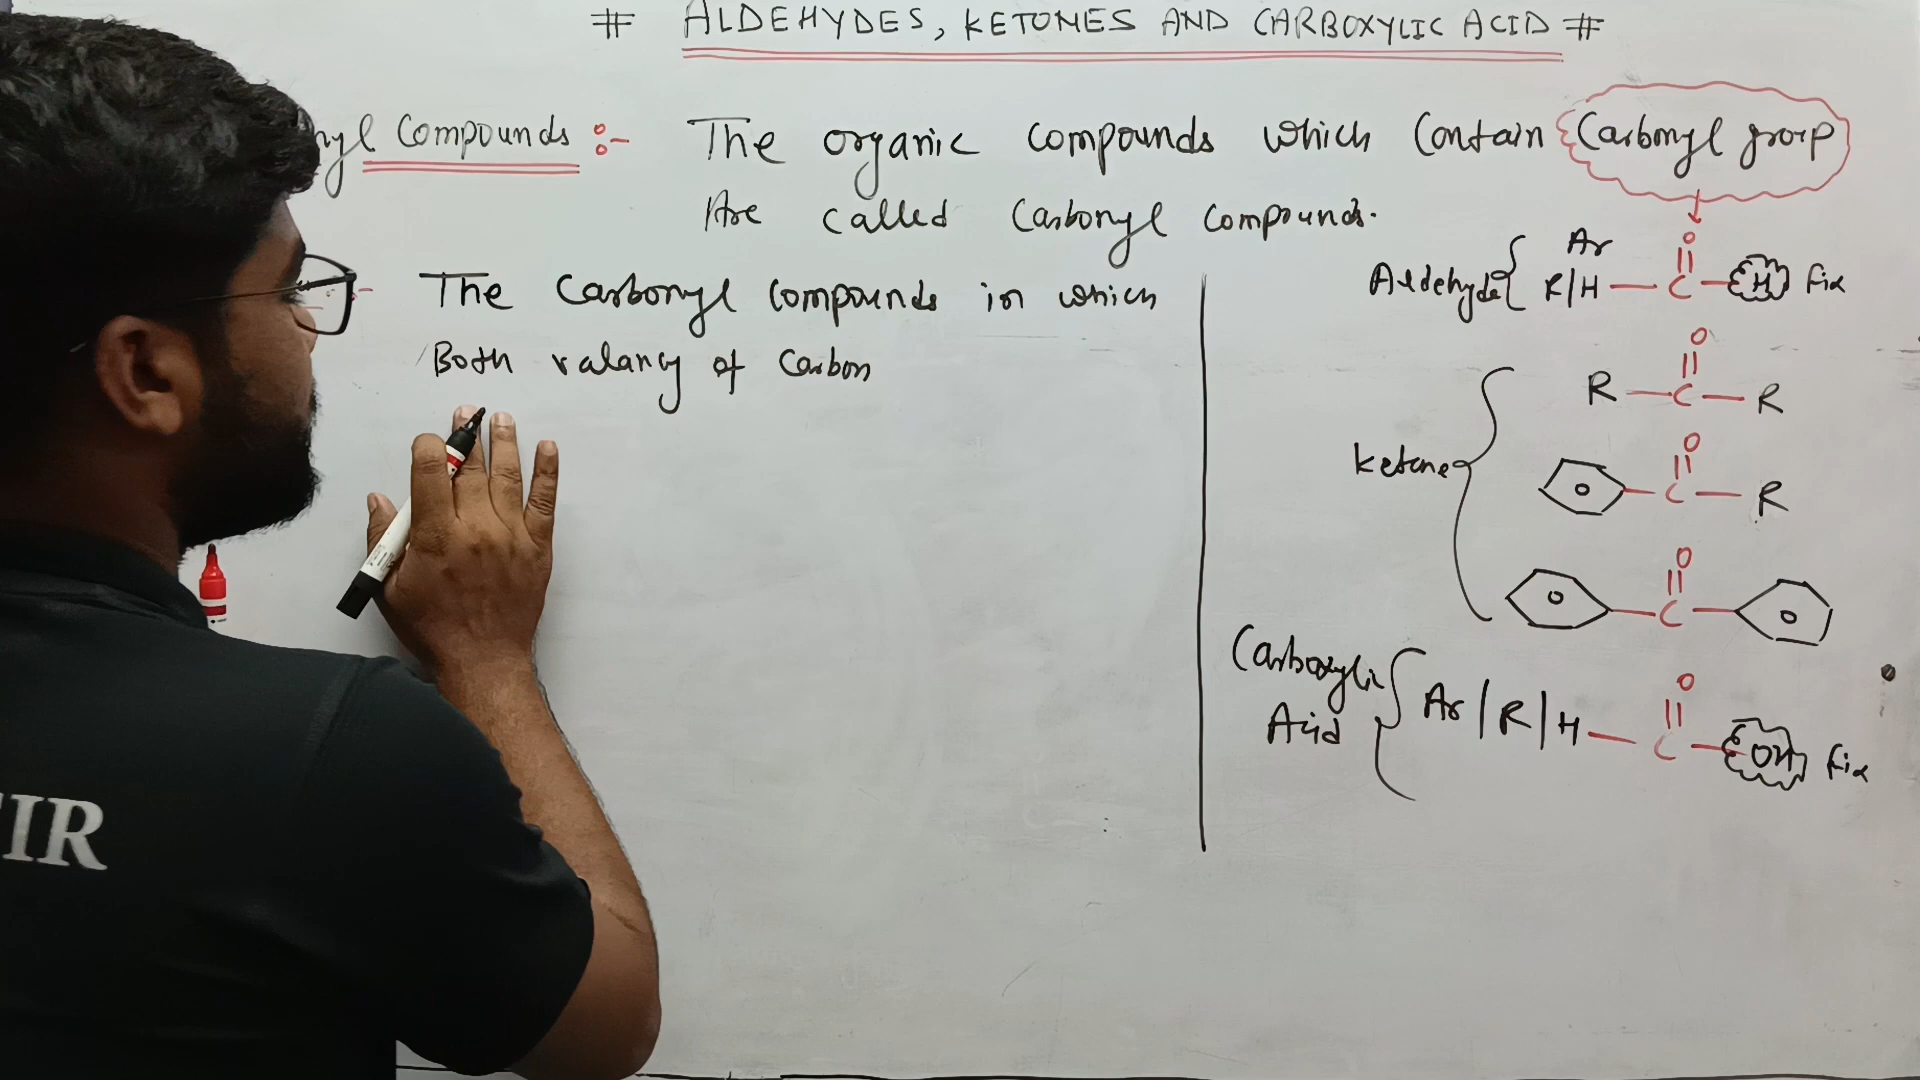 # ALDEHYDES, KETONES AND CARBOXYLIC ACID #
nyl Compounds :- The organic compounds which Contain Carbonyl group
Are called Carbonyl compounds.
The Carbonyl compounds in which
Both valancy of Carbon
Aldehyde
Ar
R/H — C — H fix
O
O
R — C — R
Ketone
O
C — R
O
C
Carboxylic
Acid
Ar | R | H — C — OH fix
O
IR